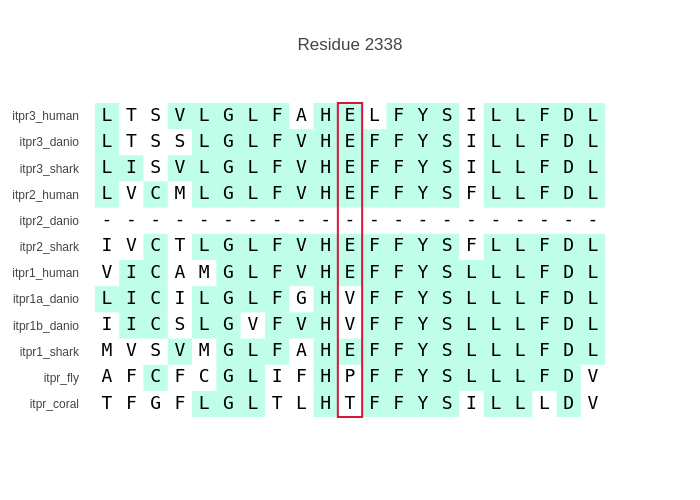 Residue 2338
itpr3_human L T S V L G L F A H E L F Y S I L L F D L
itpr3_danio L T S S L G L F V H E F F Y S I L L F D L
itpr3_shark L I S V L G L F V H E F F Y S I L L F D L
itpr2_human L V C M L G L F V H E F F Y S F L L F D L
itpr2_danio - - - - - - - - - - - - - - - - - - - - -
itpr2_shark I V C T L G L F V H E F F Y S F L L F D L
itpr1_human V I C A M G L F V H E F F Y S L L L F D L
itpr1a_danio L I C I L G L F G H V F F Y S L L L F D L
itpr1b_danio I I C S L G V F V H V F F Y S L L L F D L
itpr1_shark M V S V M G L F A H E F F Y S L L L F D L
itpr_fly A F C F C G L I F H P F F Y S L L L F D V
itpr_coral T F G F L G L T L H T F F Y S I L L L D V